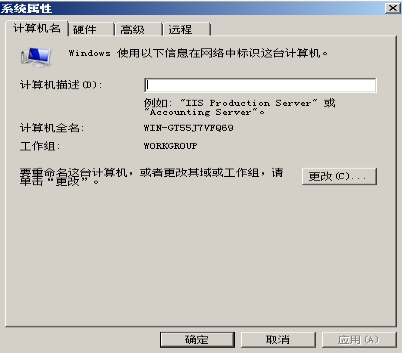 系统属性
计算机名 硬件 高级 远程
Windows 使用以下信息在网络中标识这台计算机。
计算机描述(D):
例如: "IIS Production Server" 或
"Accounting Server"。
计算机全名: WIN-GT55J7VFQ69
工作组: WORKGROUP
要重命名这台计算机，或者更改其域或工作组，请
单击“更改”。
更改(C)...
确定 取消 应用(A)